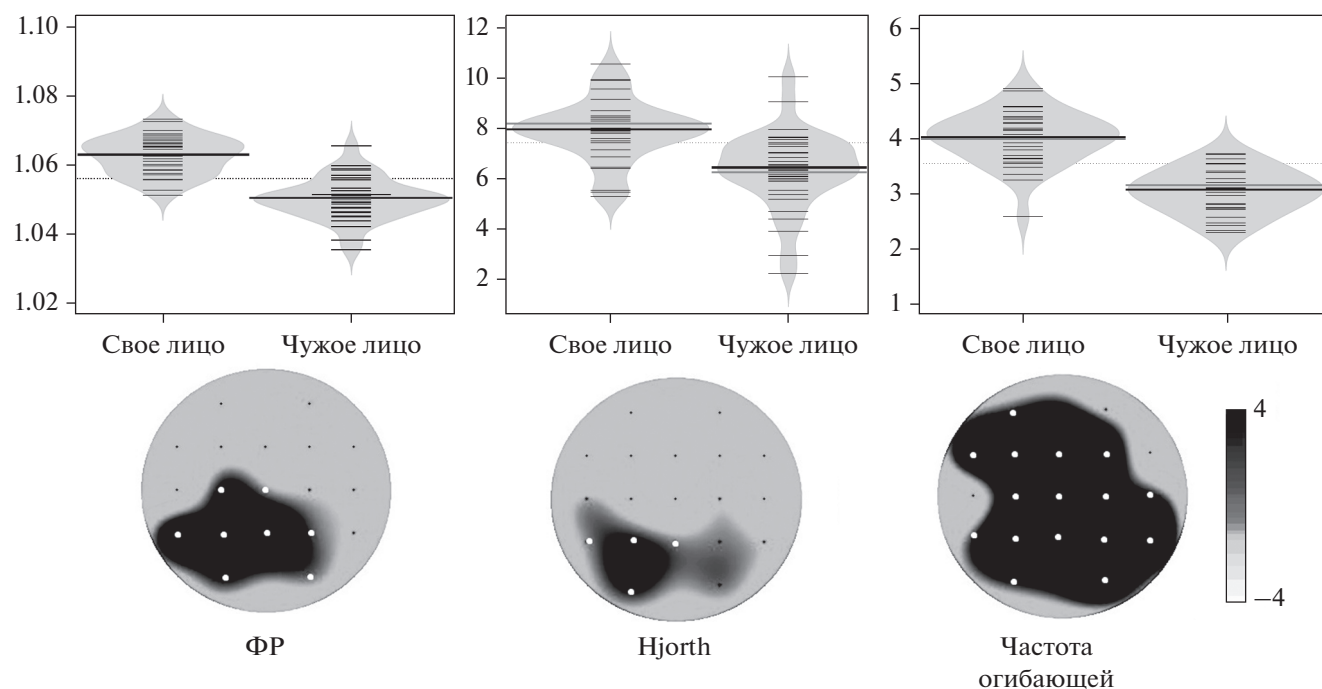 1.10
1.08
1.06
1.04
1.02
Свое лицо
Чужое лицо
12
10
8
6
4
2
Свое лицо
Чужое лицо
6
5
4
3
2
1
Свое лицо
Чужое лицо
ФР
Hjorth
Частота
огибающей
4
−4